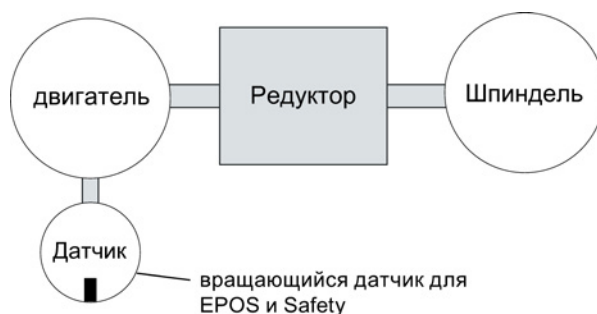 двигатель
Редуктор
Шпиндель
Датчик
вращающийся датчик для
EPOS и Safety